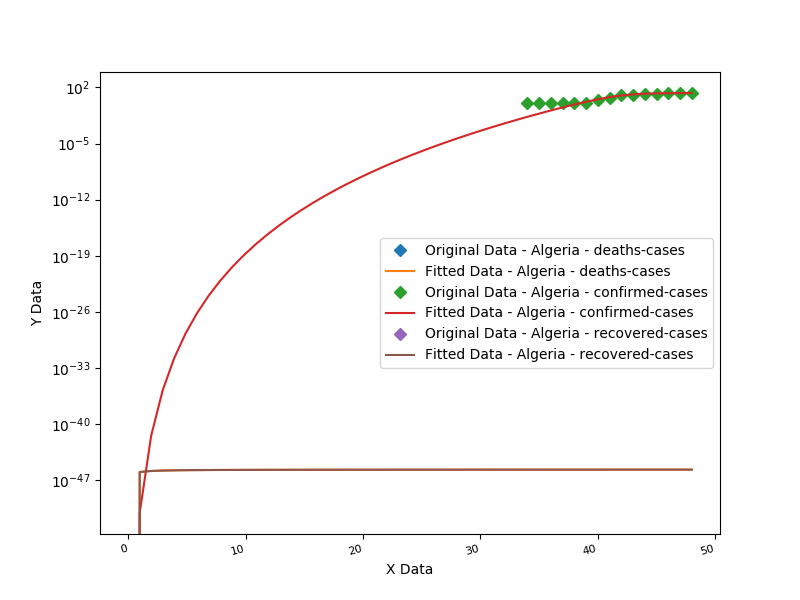 10^2
10^-5
10^-12
10^-19
10^-26
10^-33
10^-40
10^-47
Y Data
Original Data - Algeria - deaths-cases
Fitted Data - Algeria - deaths-cases
Original Data - Algeria - confirmed-cases
Fitted Data - Algeria - confirmed-cases
Original Data - Algeria - recovered-cases
Fitted Data - Algeria - recovered-cases
0 10 20 30 40 50
X Data